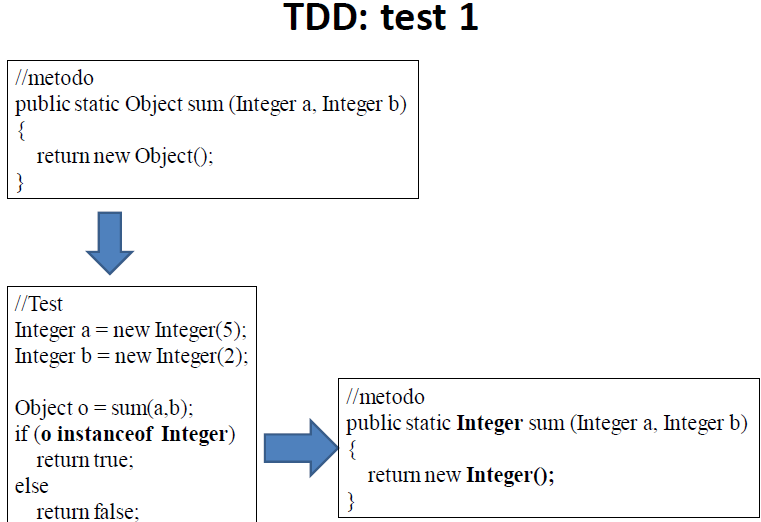 TDD: test 1
//metodo
public static Object sum (Integer a, Integer b)
{
return new Object();
}
//Test
Integer a = new Integer(5);
Integer b = new Integer(2);
Object o = sum(a,b);
if (o instanceof Integer)
return true;
else
return false;
//metodo
public static Integer sum (Integer a, Integer b)
{
return new Integer();
}